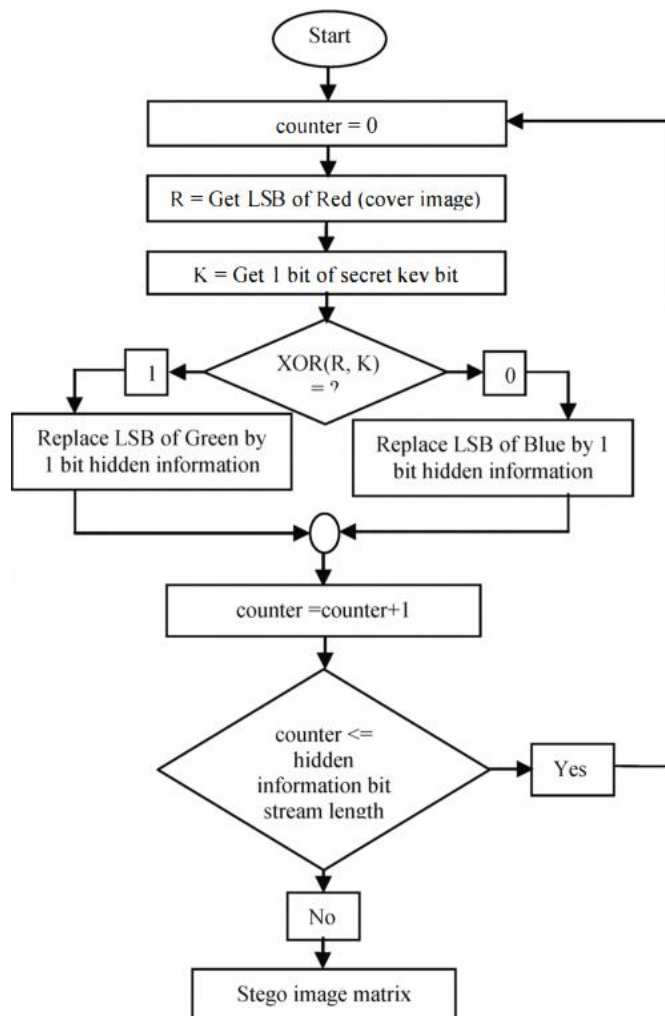 Start
counter = 0
R = Get LSB of Red (cover image)
K = Get 1 bit of secret key bit
XOR(R, K)
= ?
1
0
Replace LSB of Green by
1 bit hidden information
Replace LSB of Blue by 1
bit hidden information
counter =counter+1
counter <=
hidden
information bit
stream length
Yes
No
Stego image matrix